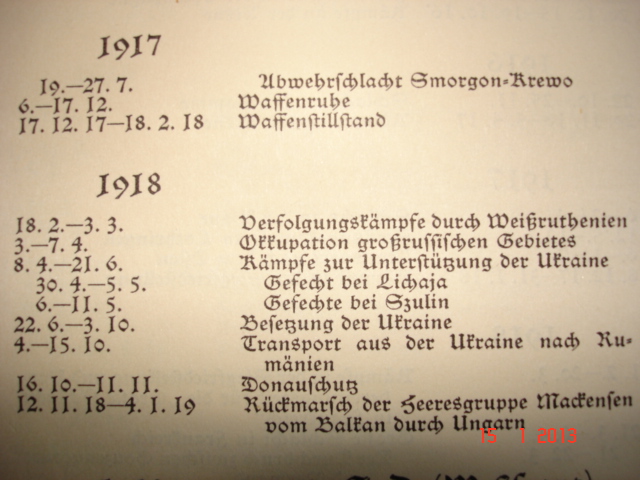 1917
19.—27. 7. Abwehrschlacht Smorgon-Krewo
6.—17. 12. Waffenruhe
17. 12. 17—18. 2. 18 Waffenstillstand
1918
18. 2.—3. 3. Verfolgungskämpfe durch Weißruthenien
3.—7. 4. Okkupation großrussischen Gebietes
8. 4.—21. 6. Kämpfe zur Unterstützung der Ukraine
30. 4.—5. 5. Gefecht bei Lichaja
6.—11. 5. Gefechte bei Szulin
22. 6.—3. 10. Besetzung der Ukraine
4.—15. 10. Transport aus der Ukraine nach Ru-
mänien
16. 10.—11. 11. Donauschutz
12. 11. 18—4. 1. 19 Rückmarsch der Heeresgruppe Mackensen
vom Balkan durch Ungarn
15 1 2013